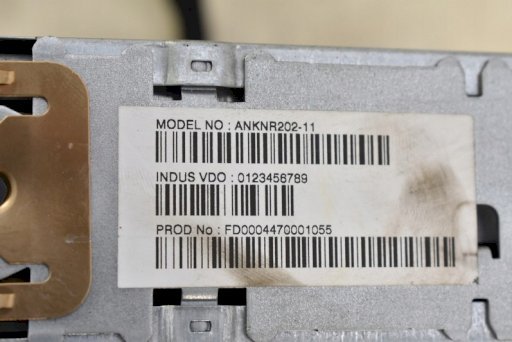 MODEL NO : ANKNR202-11
INDUS VDO : 0123456789
PROD No : FD0004470001055